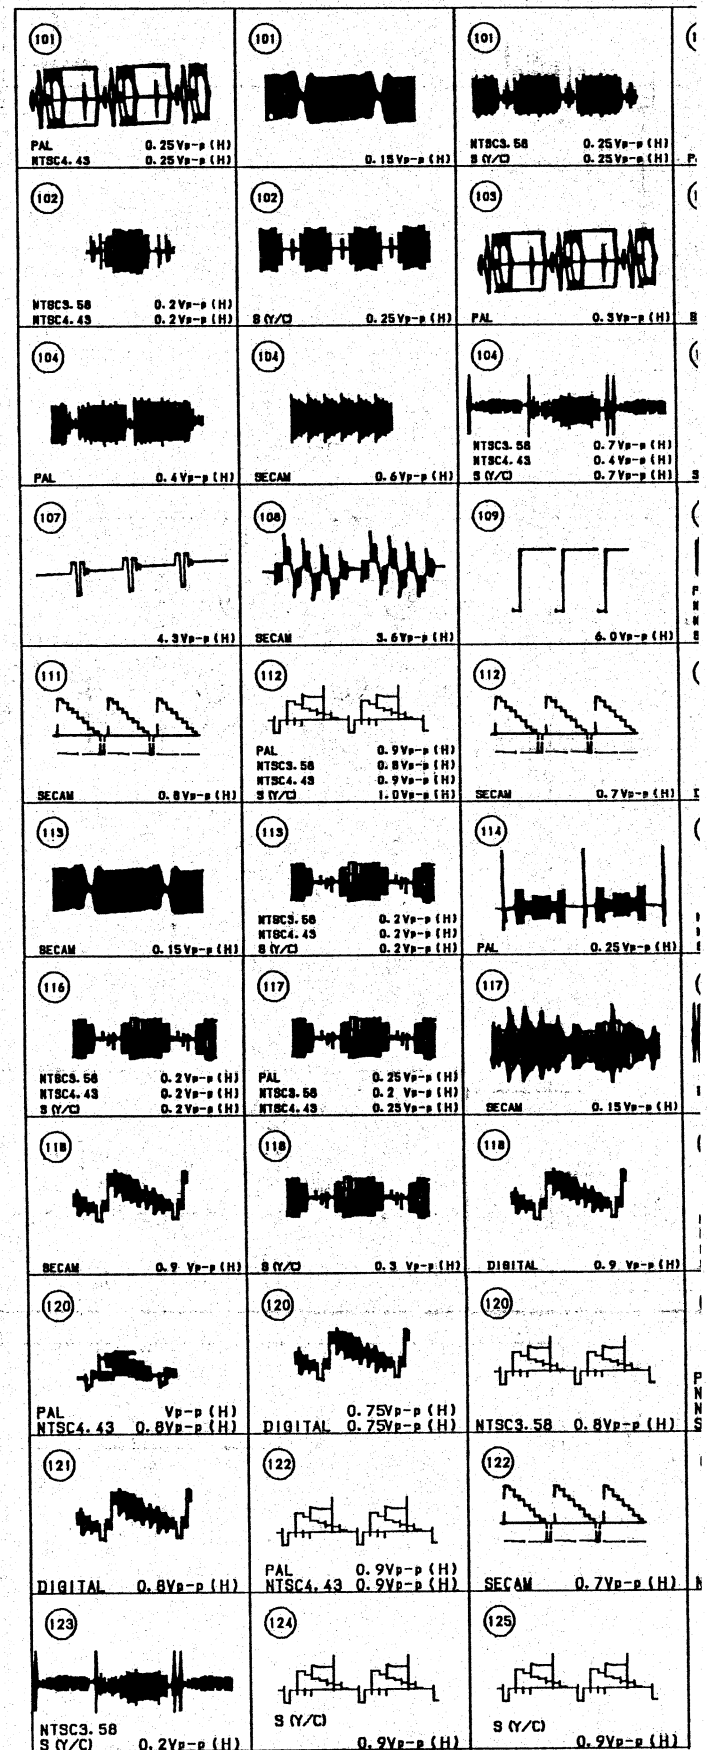 101 101 101
PAL 0.25Vp-p(H)
NTSC4.43 0.25Vp-p(H)
0.15Vp-p(H)
NTSC3.58 0.25Vp-p(H)
S(Y/C) 0.25Vp-p(H)
102 102 103
NTSC3.58 0.2Vp-p(H)
NTSC4.43 0.2Vp-p(H)
S(Y/C) 0.25Vp-p(H)
PAL 0.3Vp-p(H)
104 104 104
PAL 0.4Vp-p(H)
SECAM 0.6Vp-p(H)
NTSC3.58 0.7Vp-p(H)
NTSC4.43 0.4Vp-p(H)
S(Y/C) 0.7Vp-p(H)
107 108 109
4.3Vp-p(H)
SECAM 3.6Vp-p(H)
6.0Vp-p(H)
111 112 112
SECAM 0.8Vp-p(H)
PAL 0.9Vp-p(H)
NTSC3.58 0.8Vp-p(H)
NTSC4.43 0.9Vp-p(H)
S(Y/C) 1.0Vp-p(H)
SECAM 0.7Vp-p(H)
113 113 114
SECAM 0.15Vp-p(H)
NTSC3.58 0.2Vp-p(H)
NTSC4.43 0.2Vp-p(H)
S(Y/C) 0.2Vp-p(H)
PAL 0.25Vp-p(H)
116 117 117
NTSC3.58 0.2Vp-p(H)
NTSC4.43 0.2Vp-p(H)
S(Y/C) 0.2Vp-p(H)
PAL 0.25Vp-p(H)
NTSC3.58 0.2 Vp-p(H)
NTSC4.43 0.25Vp-p(H)
SECAM 0.15Vp-p(H)
118 118 118
SECAM 0.9 Vp-p(H)
S(Y/C) 0.3 Vp-p(H)
DIGITAL 0.9 Vp-p(H)
120 120 120
PAL Vp-p(H)
NTSC4.43 0.8Vp-p(H)
0.75Vp-p(H)
DIGITAL 0.75Vp-p(H)
NTSC3.58 0.8Vp-p(H)
121 122 122
DIGITAL 0.8Vp-p(H)
PAL 0.9Vp-p(H)
NTSC4.43 0.9Vp-p(H)
SECAM 0.7Vp-p(H)
123 124 125
NTSC3.58
S(Y/C) 0.2Vp-p(H)
S(Y/C)
0.9Vp-p(H)
S(Y/C)
0.9Vp-p(H)